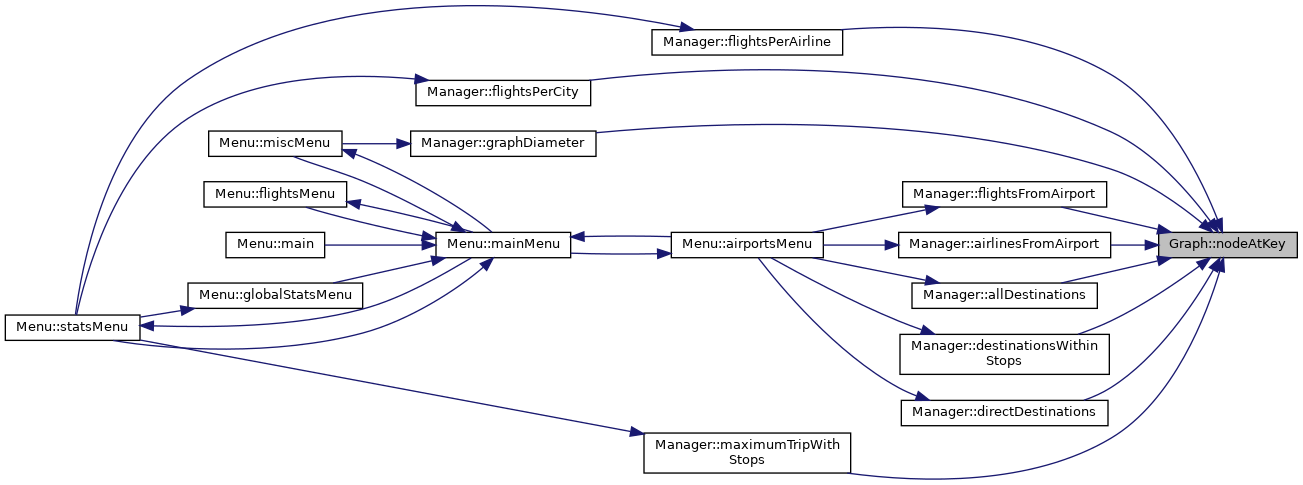 Manager::flightsPerAirline
Manager::flightsPerCity
Menu::miscMenu
Manager::graphDiameter
Menu::flightsMenu
Manager::flightsFromAirport
Menu::main
Menu::mainMenu
Menu::airportsMenu
Manager::airlinesFromAirport
Graph::nodeAtKey
Menu::globalStatsMenu
Manager::allDestinations
Menu::statsMenu
Manager::destinationsWithin
Stops
Manager::directDestinations
Manager::maximumTripWith
Stops